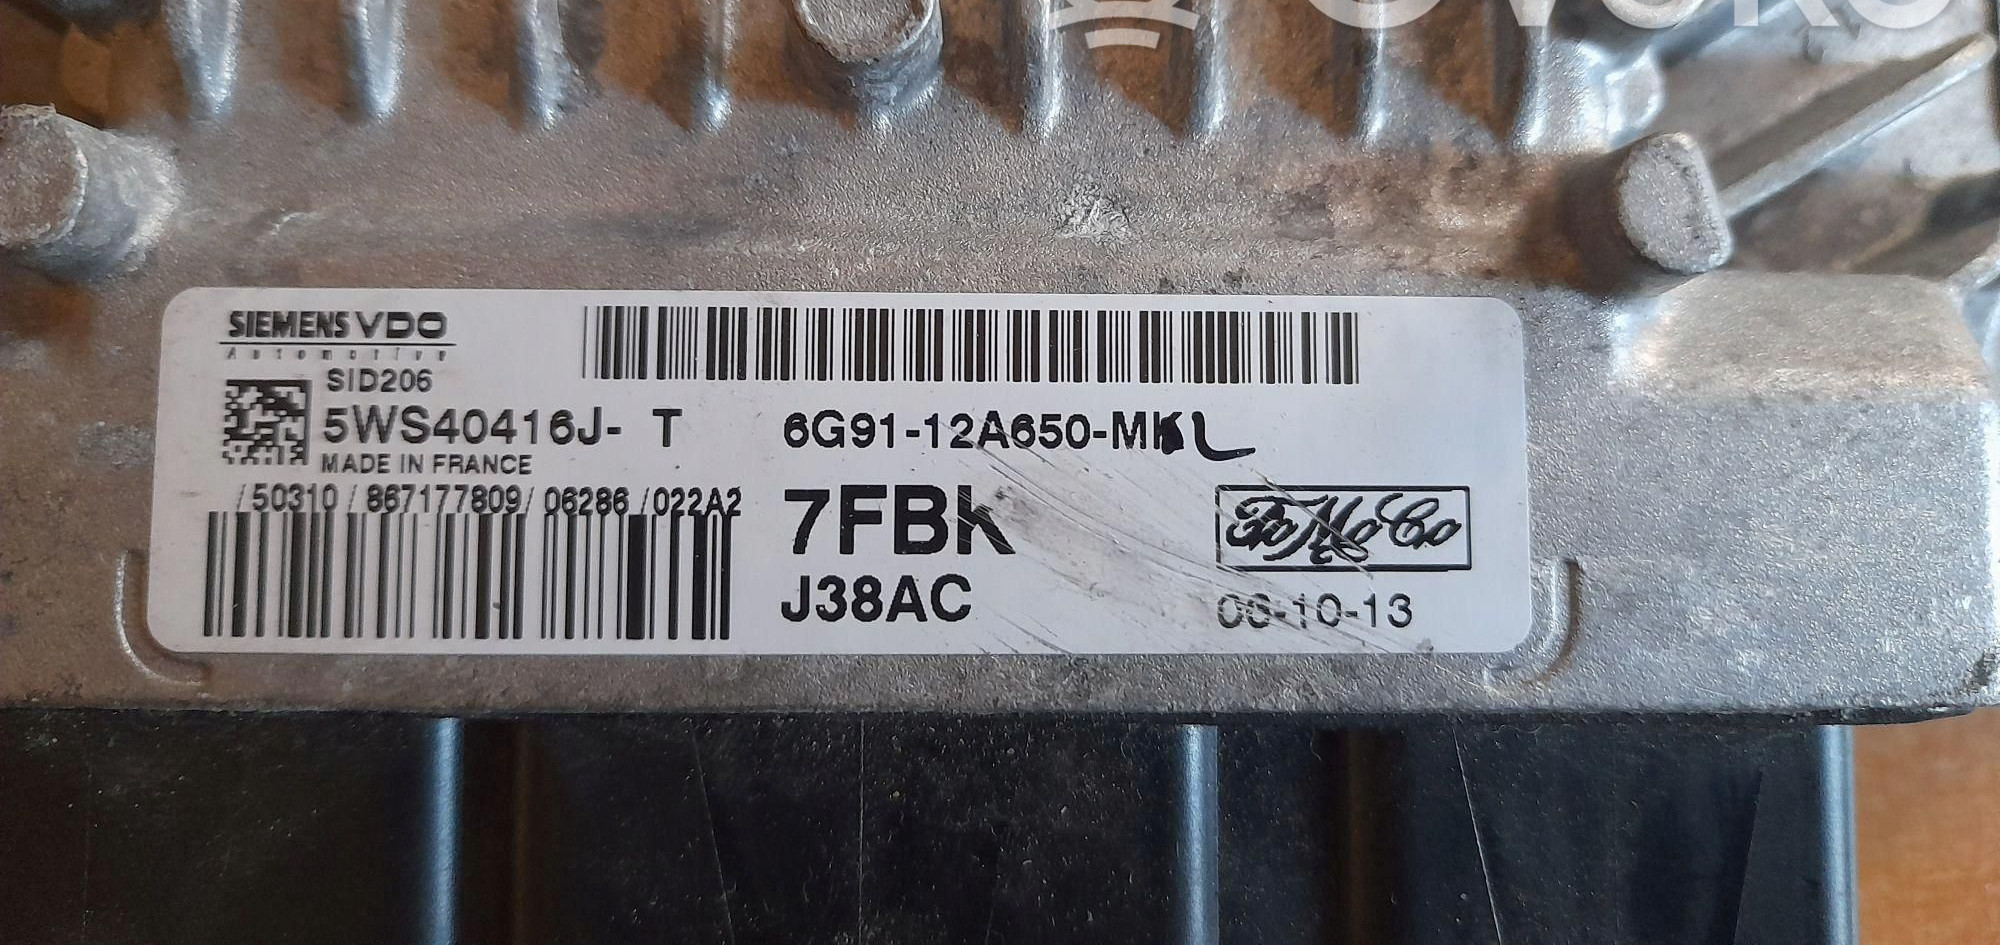 SIEMENS VDO
Automotive
SID206
5WS40416J- T
MADE IN FRANCE
/50310/867177809/06286/022A2
6G91-12A650-MKL
7FBK
J38AC
FoMoCo
06-10-13